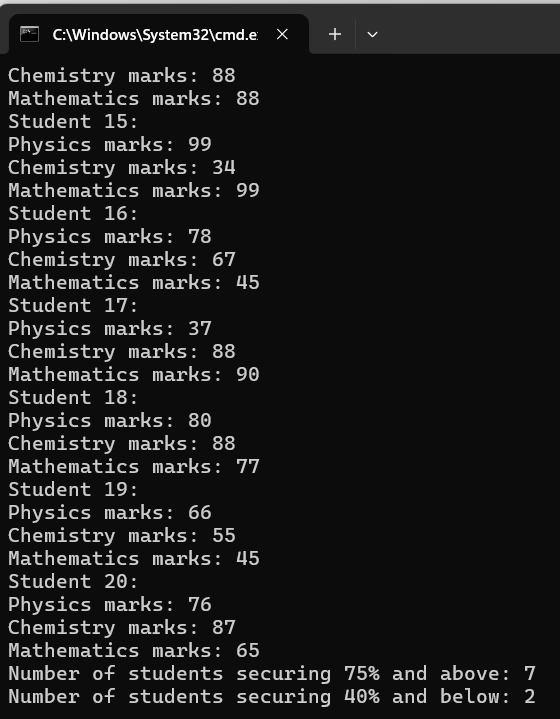 C:\Windows\System32\cmd.e
Chemistry marks: 88
Mathematics marks: 88
Student 15:
Physics marks: 99
Chemistry marks: 34
Mathematics marks: 99
Student 16:
Physics marks: 78
Chemistry marks: 67
Mathematics marks: 45
Student 17:
Physics marks: 37
Chemistry marks: 88
Mathematics marks: 90
Student 18:
Physics marks: 80
Chemistry marks: 88
Mathematics marks: 77
Student 19:
Physics marks: 66
Chemistry marks: 55
Mathematics marks: 45
Student 20:
Physics marks: 76
Chemistry marks: 87
Mathematics marks: 65
Number of students securing 75% and above: 7
Number of students securing 40% and below: 2